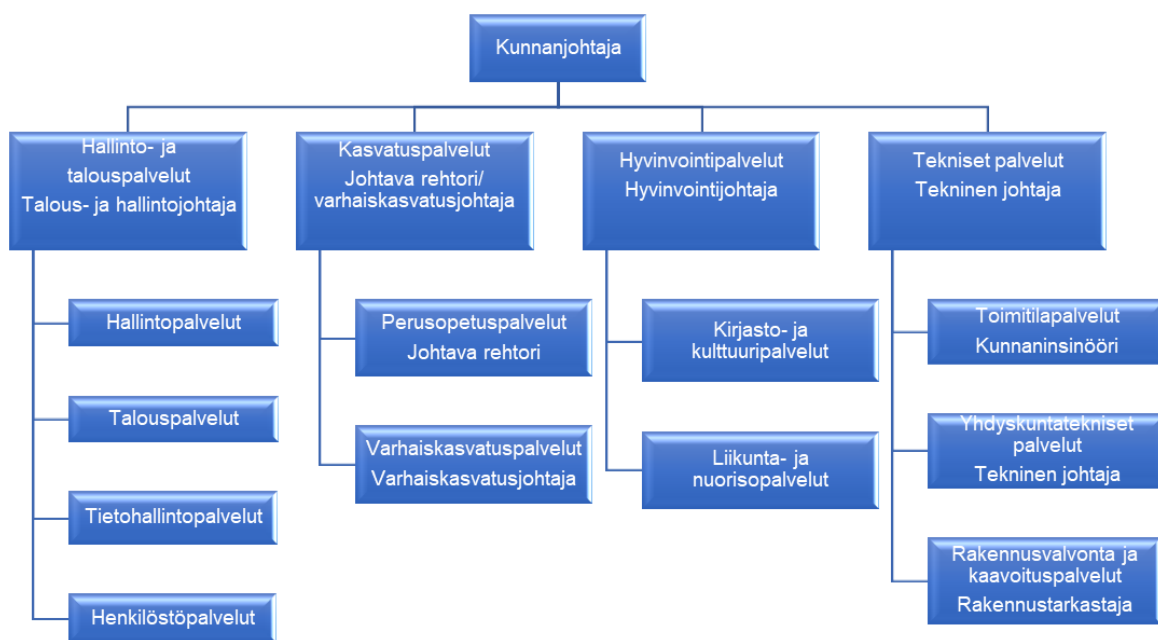 Kunnanjohtaja
Hallinto- ja
talouspalvelut
Talous- ja hallintojohtaja
Hallintopalvelut
Talouspalvelut
Tietohallintopalvelut
Henkilöstöpalvelut
Kasvatuspalvelut
Johtava rehtori/
varhaiskasvatusjohtaja
Perusopetuspalvelut
Johtava rehtori
Varhaiskasvatuspalvelut
Varhaiskasvatusjohtaja
Hyvinvointipalvelut
Hyvinvointijohtaja
Kirjasto- ja
kulttuuripalvelut
Liikunta- ja
nuorisopalvelut
Tekniset palvelut
Tekninen johtaja
Toimitilapalvelut
Kunnaninsinööri
Yhdyskuntatekniset
palvelut
Tekninen johtaja
Rakennusvalvonta ja
kaavoituspalvelut
Rakennustarkastaja